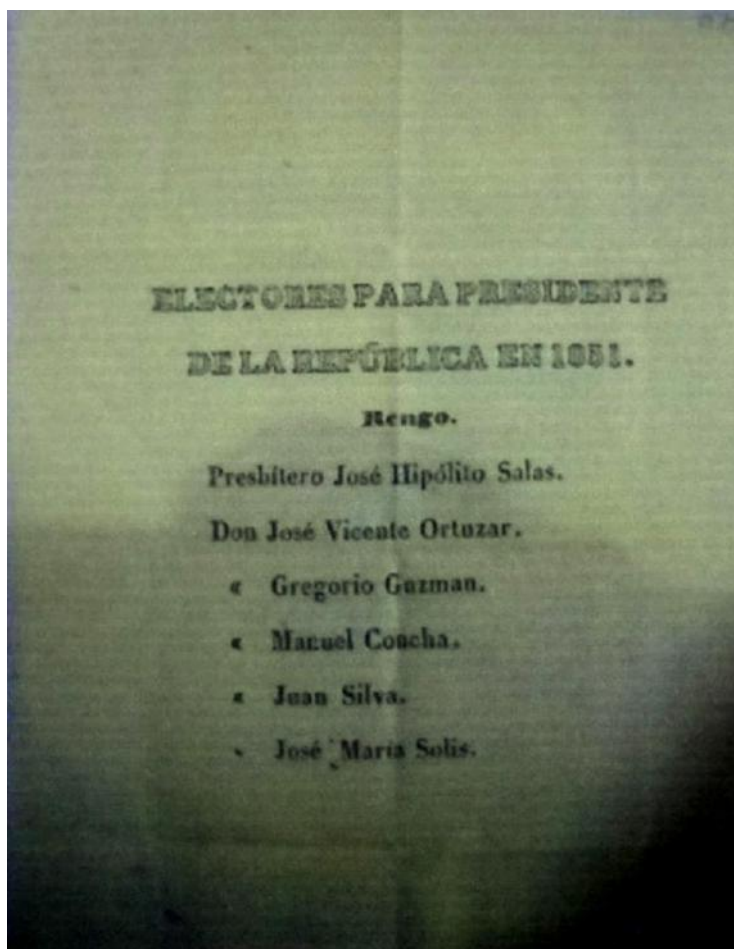 ELECTORES PARA PRESIDENTE
DE LA REPÚBLICA EN 1851.
Rengo.
Presbítero José Hipólito Salas.
Don José Vicente Ortuzar.
« Gregorio Guzman.
« Manuel Concha.
« Juan Silva.
« José Maria Solis.